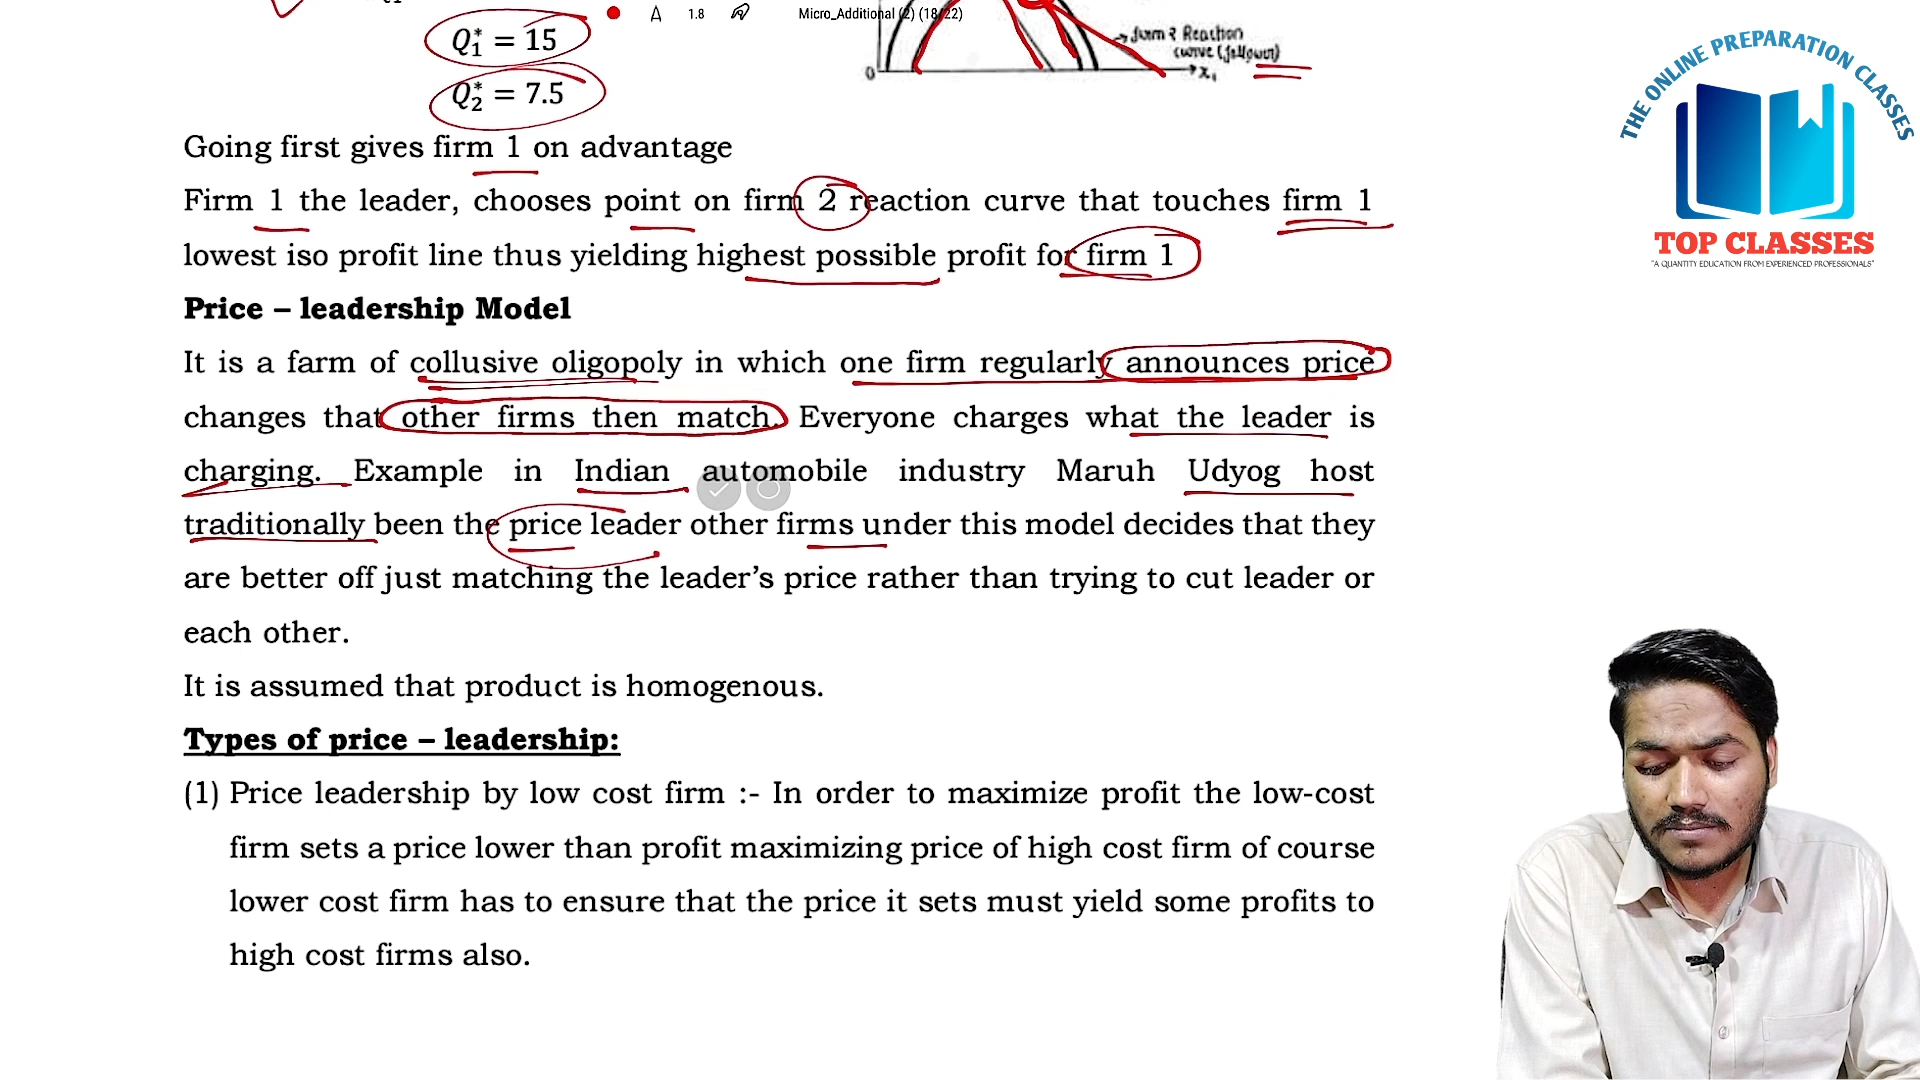 1.8 Micro_Additional (2) (18/22)
Q₁* = 15
Q₂* = 7.5
firm 2 Reaction
curve (follower)
0
x₁
Going first gives firm 1 on advantage
Firm 1 the leader, chooses point on firm 2 reaction curve that touches firm 1
lowest iso profit line thus yielding highest possible profit for firm 1
Price – leadership Model
It is a farm of collusive oligopoly in which one firm regularly announces price
changes that other firms then match. Everyone charges what the leader is
charging. Example in Indian automobile industry Maruh Udyog host
traditionally been the price leader other firms under this model decides that they
are better off just matching the leader’s price rather than trying to cut leader or
each other.
It is assumed that product is homogenous.
Types of price – leadership:
(1) Price leadership by low cost firm :- In order to maximize profit the low-cost
firm sets a price lower than profit maximizing price of high cost firm of course
lower cost firm has to ensure that the price it sets must yield some profits to
high cost firms also.
THE ONLINE PREPARATION CLASSES
TOP CLASSES
"A QUANTITY EDUCATION FROM EXPERIENCED PROFESSIONALS"